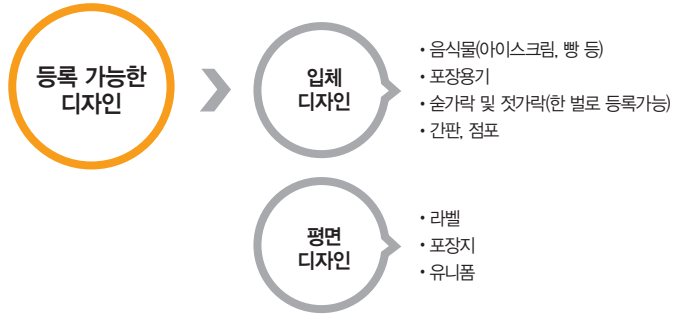 등록 가능한
디자인
입체
디자인
• 음식물(아이스크림, 빵 등)
• 포장용기
• 숟가락 및 젓가락(한 벌로 등록가능)
• 간판, 점포
평면
디자인
• 라벨
• 포장지
• 유니폼